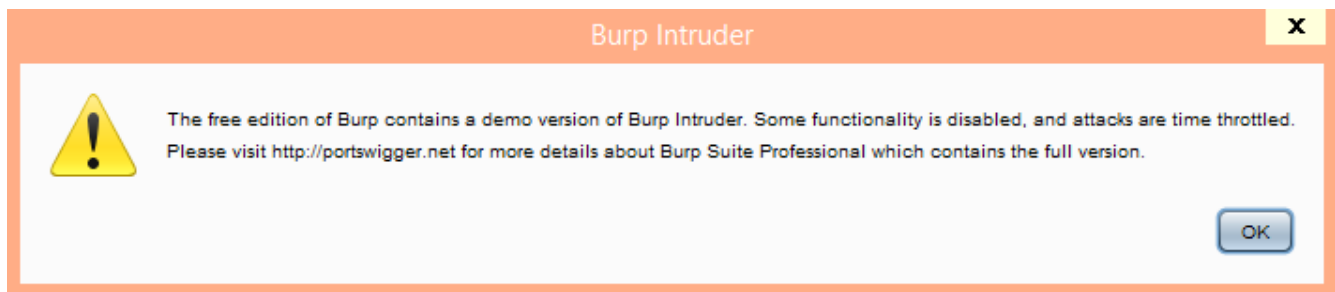 Burp Intruder
x
The free edition of Burp contains a demo version of Burp Intruder. Some functionality is disabled, and attacks are time throttled.
Please visit http://portswigger.net for more details about Burp Suite Professional which contains the full version.
OK